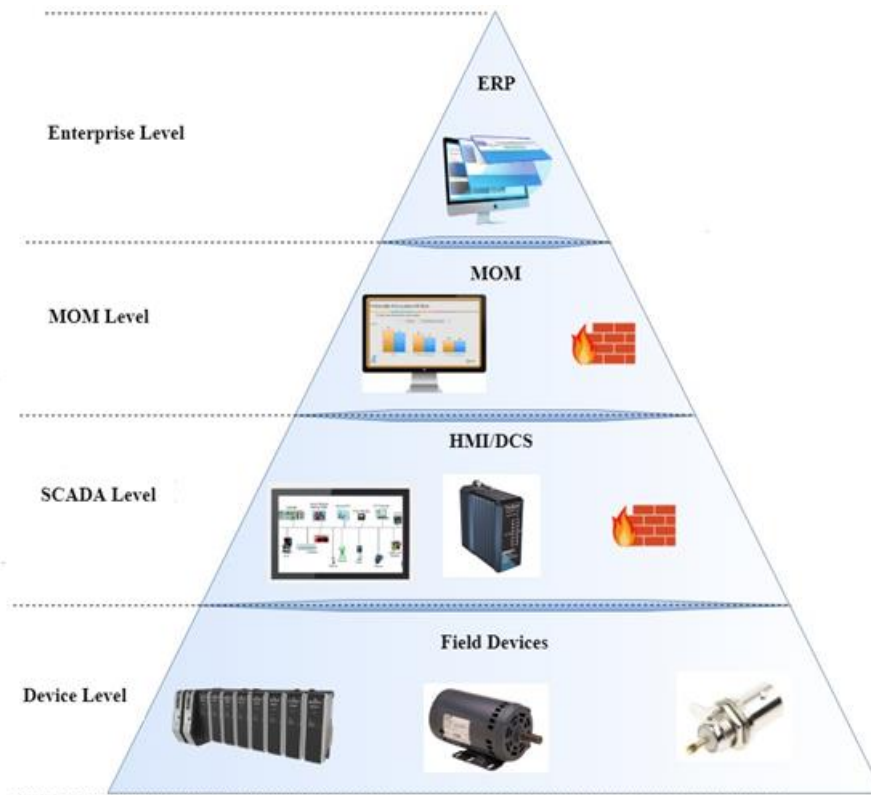 ERP
Enterprise Level
MOM
MOM Level
HMI/DCS
SCADA Level
Field Devices
Device Level